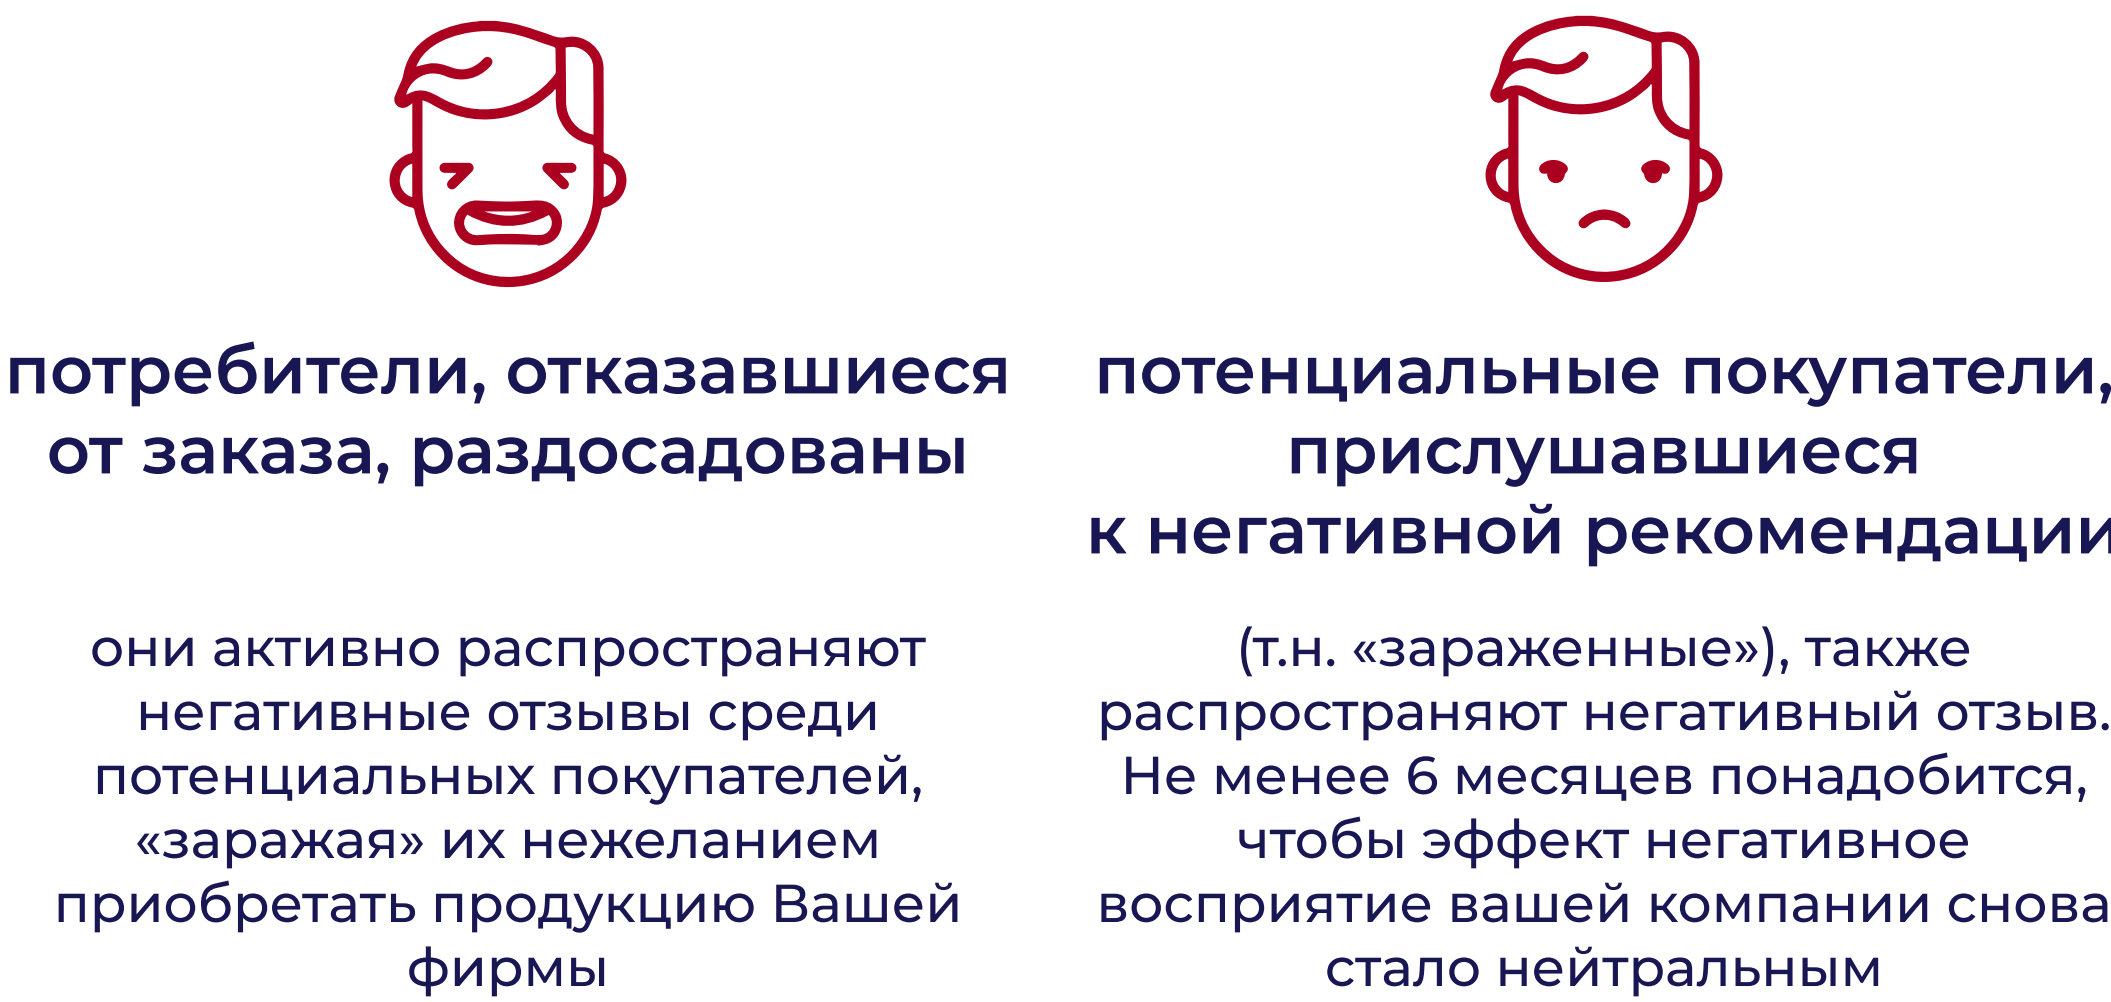 потребители, отказавшиеся
от заказа, раздосадованы
они активно распространяют
негативные отзывы среди
потенциальных покупателей,
«заражая» их нежеланием
приобретать продукцию Вашей
фирмы
потенциальные покупатели,
прислушавшиеся
к негативной рекомендации
(т.н. «зараженные»), также
распространяют негативный отзыв.
Не менее 6 месяцев понадобится,
чтобы эффект негативное
восприятие вашей компании снова
стало нейтральным